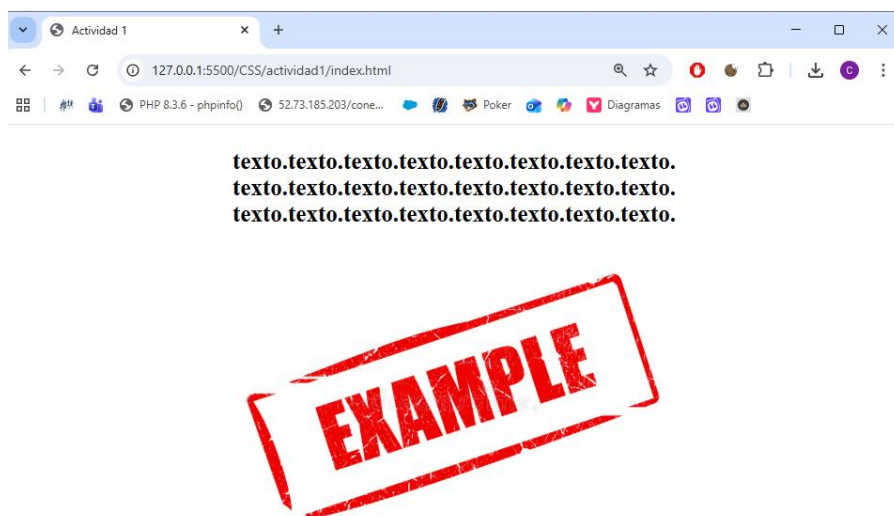 Actividad 1
127.0.0.1:5500/CSS/actividad1/index.html
PHP 8.3.6 - phpinfo() 52.73.185.203/cone... Poker Diagramas
texto.texto.texto.texto.texto.texto.texto.texto.
texto.texto.texto.texto.texto.texto.texto.texto.
texto.texto.texto.texto.texto.texto.texto.texto.
EXAMPLE